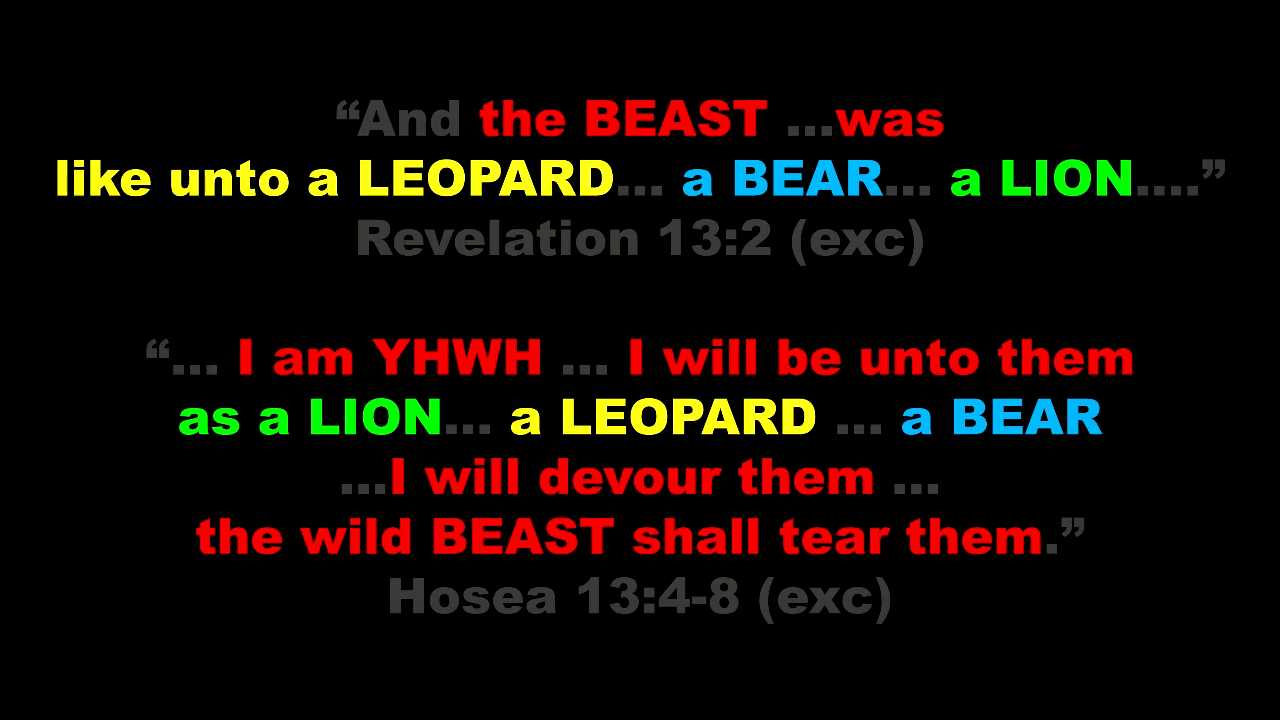 “And the BEAST ...was
like unto a LEOPARD... a BEAR... a LION....”
Revelation 13:2 (exc)
“... I am YHWH ... I will be unto them
as a LION... a LEOPARD ... a BEAR
...I will devour them ...
the wild BEAST shall tear them.”
Hosea 13:4-8 (exc)